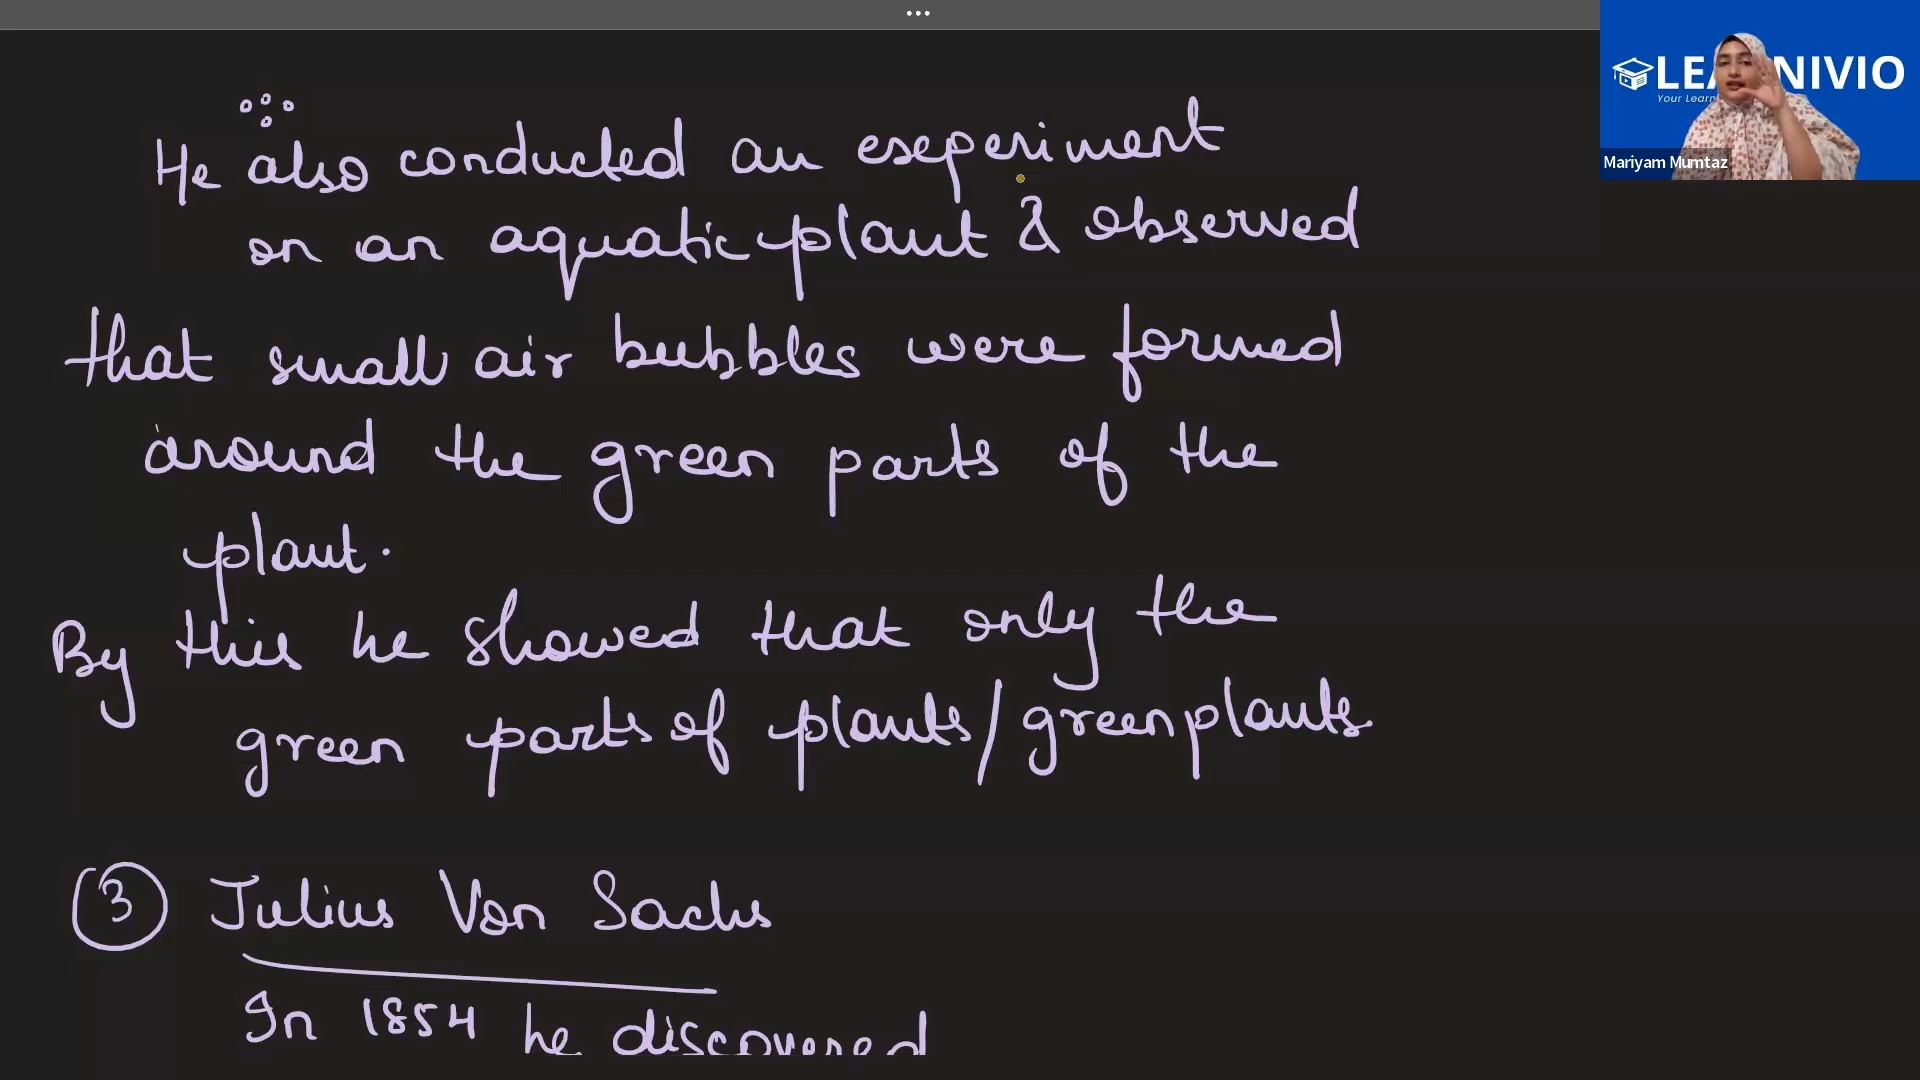 ...
LEA NIVIO
Your Learn
Mariyam Mumtaz
He also conducted an experiment
on an aquatic plant & observed
that small air bubbles were formed
around the green parts of the
plant.
By this he showed that only the
green parts of plants/green plants.
3 Julius Von Sachs
In 1854 he discovered